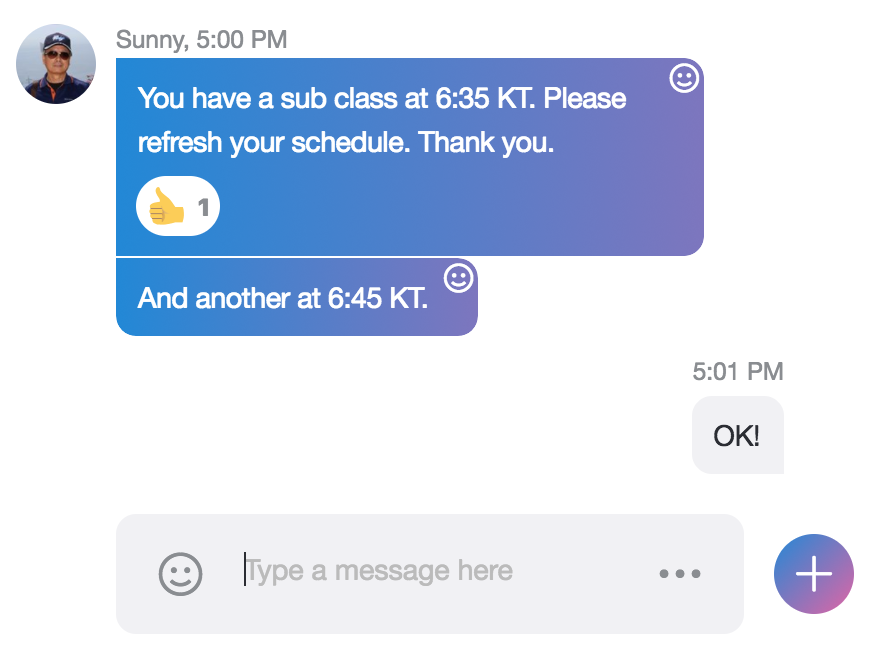 Sunny, 5:00 PM
You have a sub class at 6:35 KT. Please
refresh your schedule. Thank you.
1
And another at 6:45 KT.
5:01 PM
OK!
Type a message here